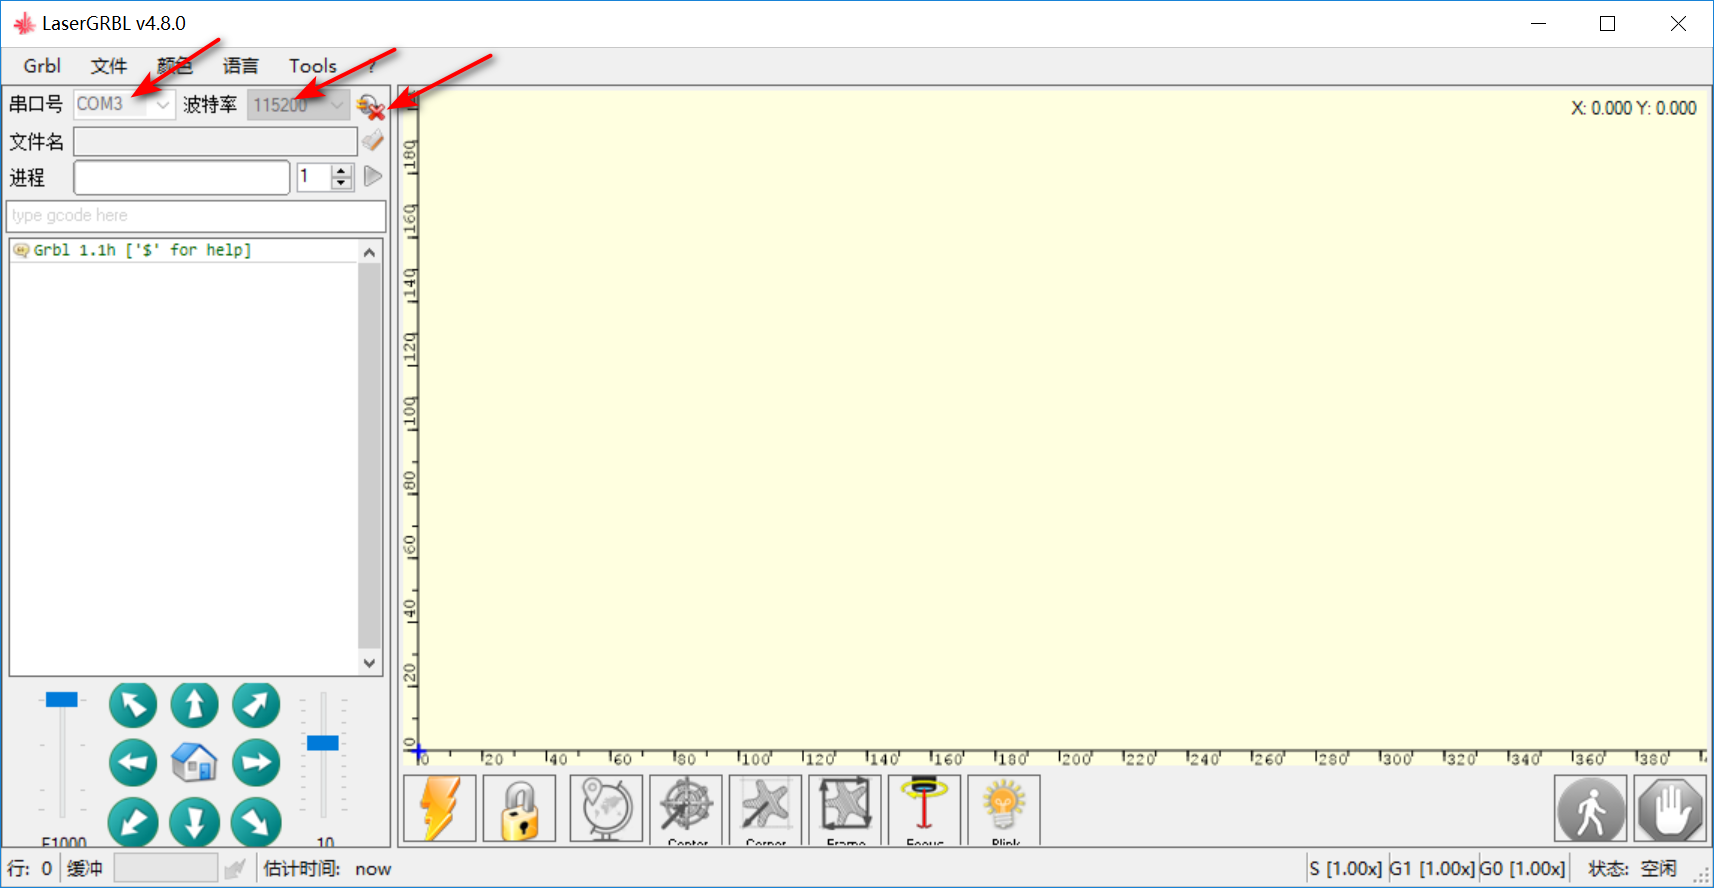 LaserGRBL v4.8.0
Grbl 文件 颜色 语言 Tools ?
串口号 COM3 波特率 115200
文件名
进程 1
type gcode here
Grbl 1.1h ['$' for help]
X: 0.000 Y: 0.000
180
160
140
120
100
80
60
40
20
0
0 20 40 60 80 100 120 140 160 180 200 220 240 260 280 300 320 340 360 380
F1000 10
Center Corner Frame Focus Blink
行: 0 缓冲 估计时间: now S [1.00x] G1 [1.00x] G0 [1.00x] 状态: 空闲